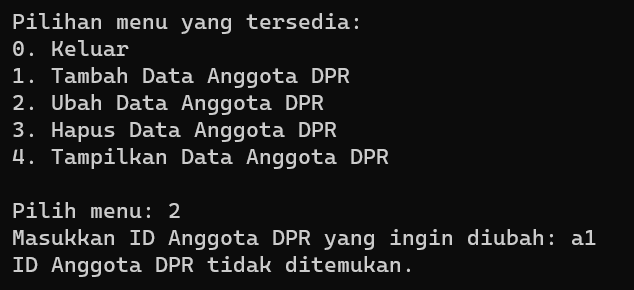 Pilihan menu yang tersedia:
0. Keluar
1. Tambah Data Anggota DPR
2. Ubah Data Anggota DPR
3. Hapus Data Anggota DPR
4. Tampilkan Data Anggota DPR
Pilih menu: 2
Masukkan ID Anggota DPR yang ingin diubah: a1
ID Anggota DPR tidak ditemukan.